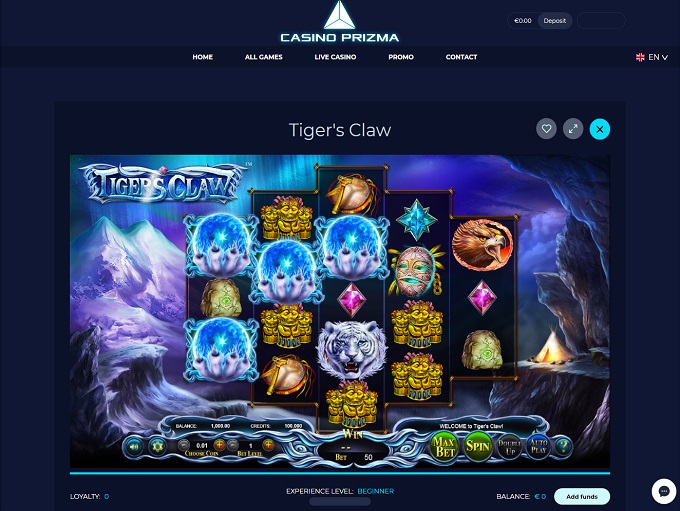 CASINO PRIZMA
€0.00 Deposit
HOME ALL GAMES LIVE CASINO PROMO CONTACT
EN
Tiger's Claw
TIGER'S CLAW™
BALANCE: 1,000.00 CREDITS: 100,000
WELCOME to Tiger's Claw!
WIN
--
0.01
CHOOSE COIN
1
BET LEVEL
BET 50
MAX BET
SPIN
DOUBLE UP
AUTO PLAY
?
LOYALTY: 0
EXPERIENCE LEVEL: BEGINNER
BALANCE: € 0
Add funds